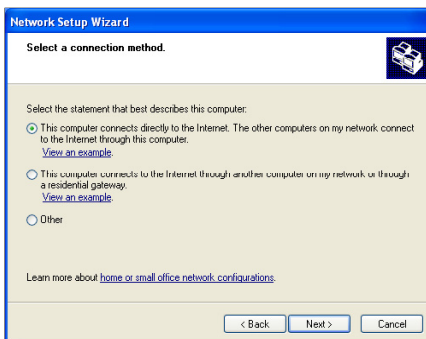 Network Setup Wizard
Select a connection method.
Select the statement that best describes this computer:
This computer connects directly to the Internet. The other computers on my network connect
to the Internet through this computer.
View an example.
This computer connects to the Internet through another computer on my network or through
a residential gateway.
View an example.
Other
Learn more about home or small office network configurations.
< Back Next > Cancel